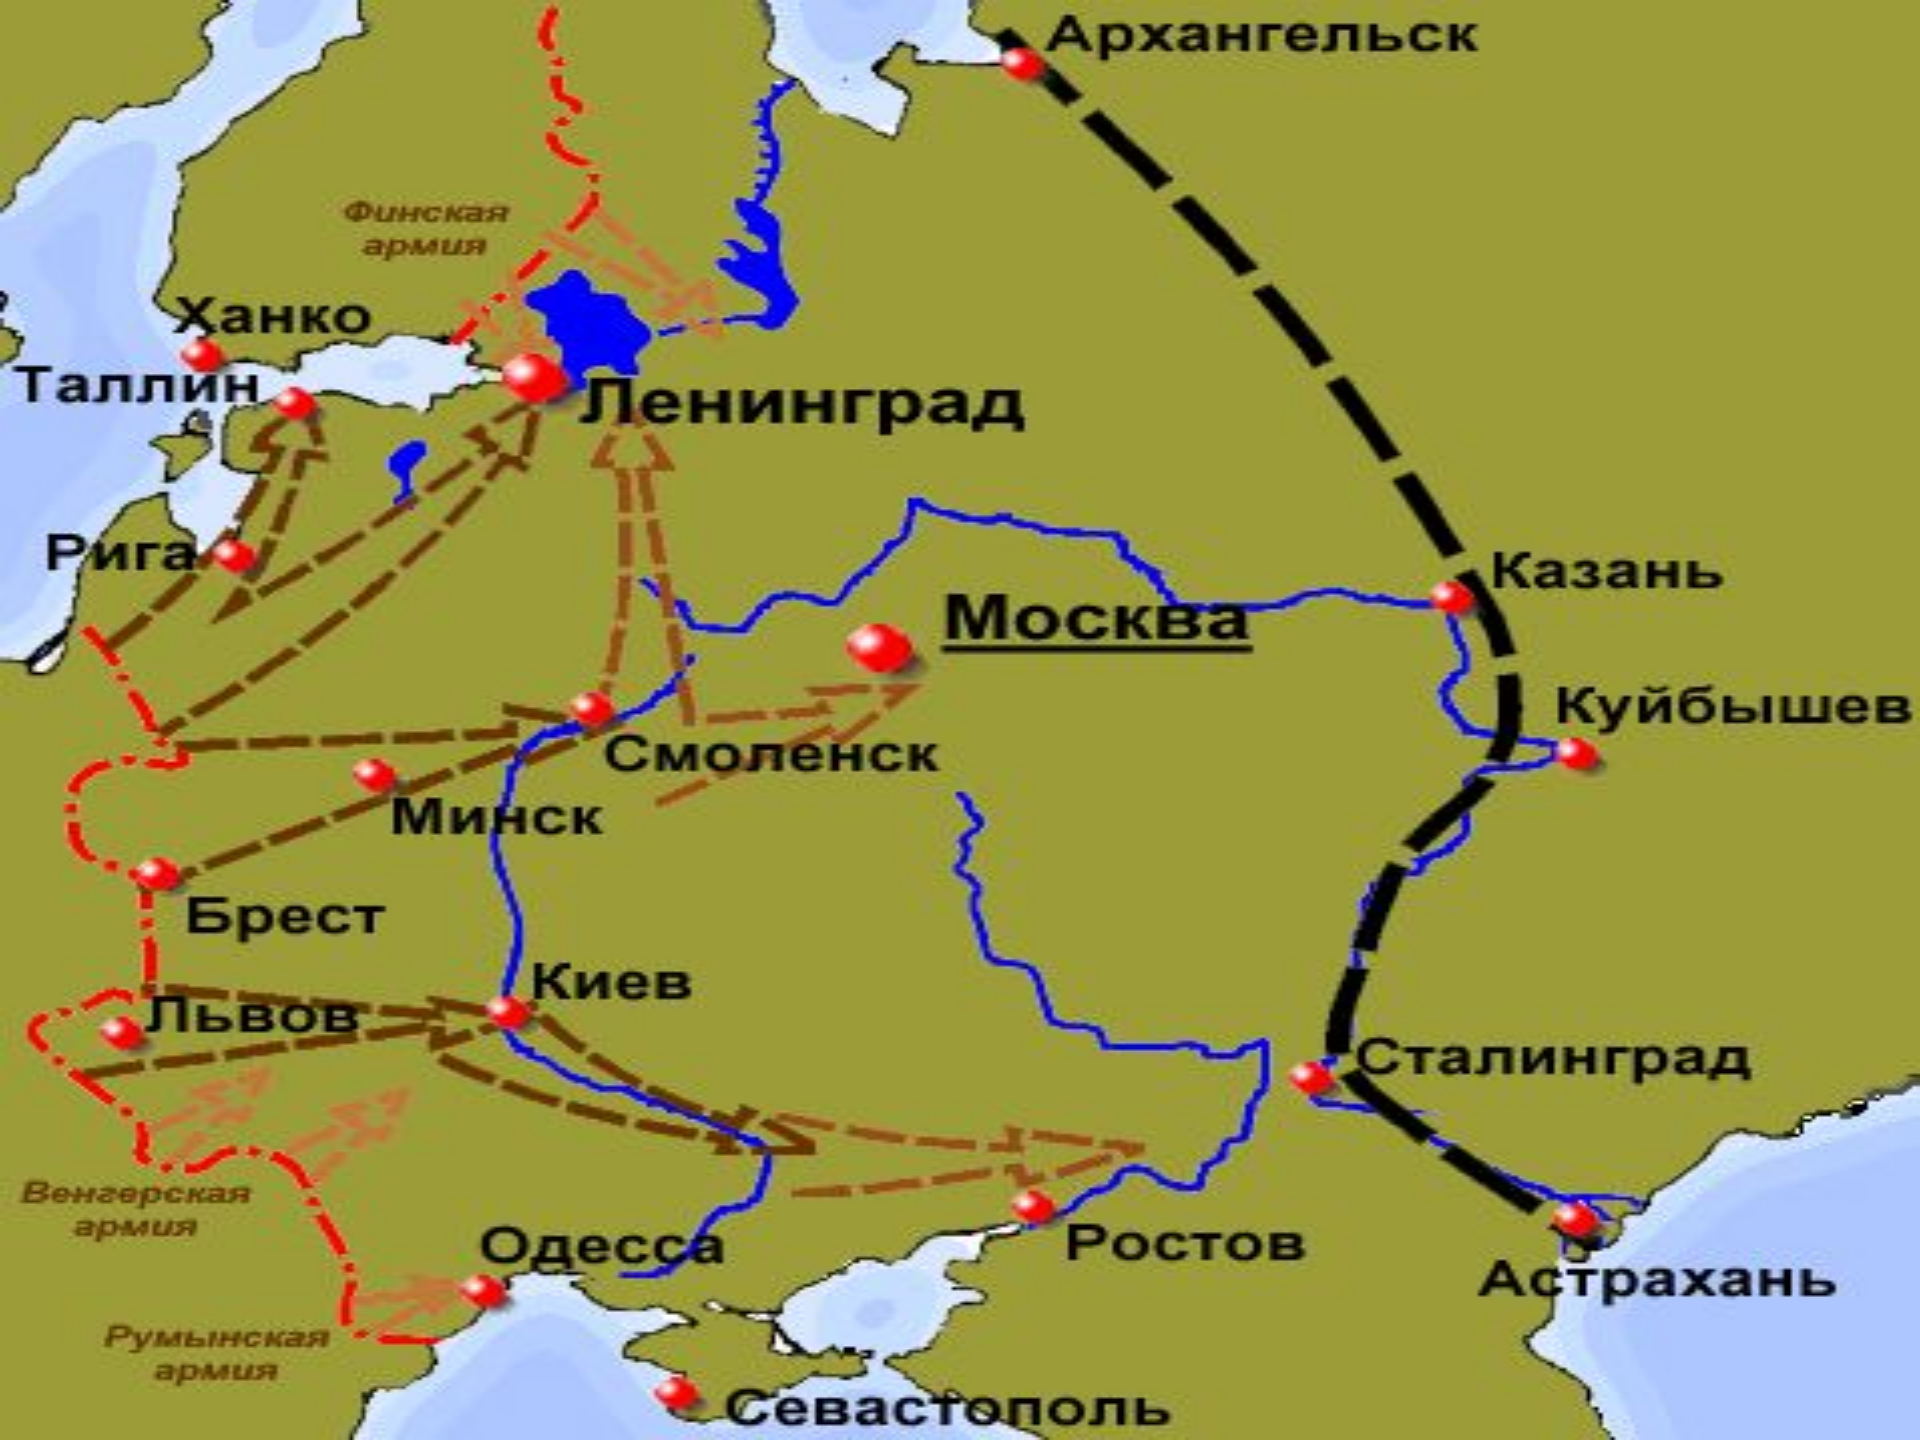 Архангельск
Финская
армия
Ханко
Таллин
Ленинград
Рига
Казань
Москва
Куйбышев
Смоленск
Минск
Брест
Киев
Львов
Сталинград
Венгерская
армия
Одесса
Ростов
Астрахань
Румынская
армия
Севастополь